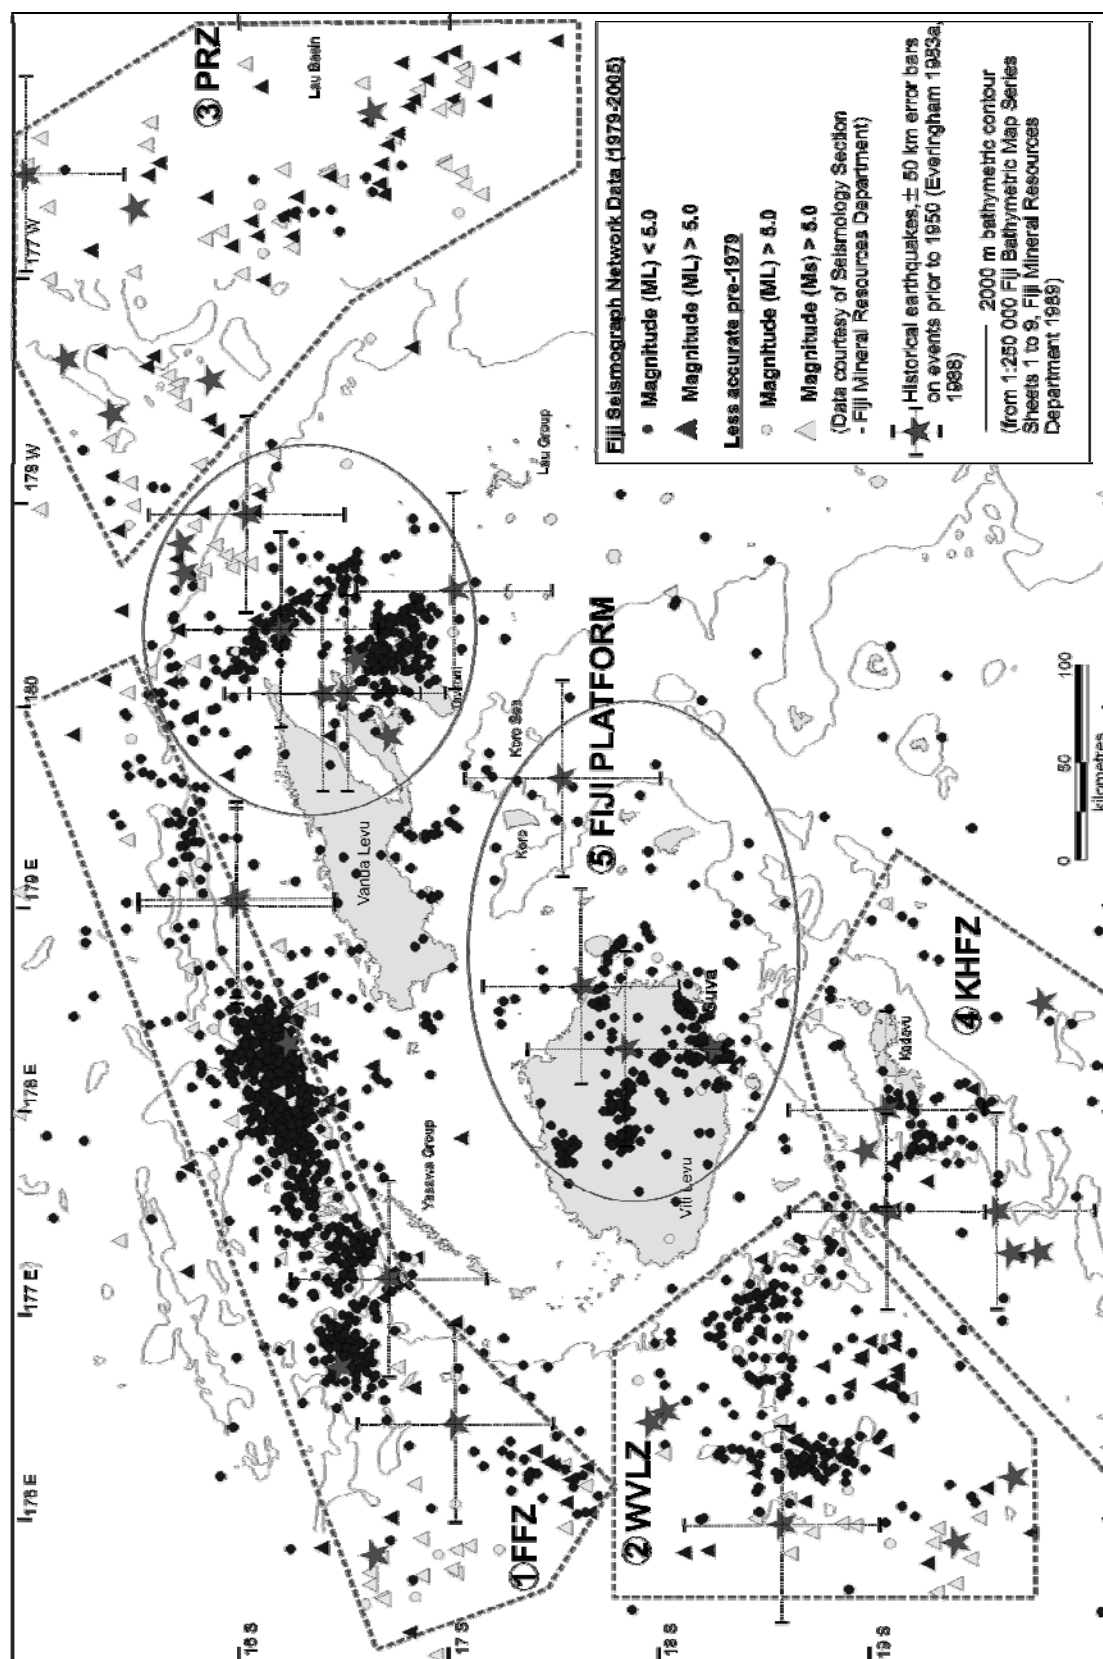 ③ PRZ
Lau Basin
177 W
178 W
180
179 E
178 E
177 E
176 E
16 S
17 S
18 S
19 S
Vanua Levu
Taveuni
Lau Group
Koro Sea
Koro
⑤ FIJI PLATFORM
Yasawa Group
Suva
Viti Levu
Kadavu
④ KHFZ
① FFZ
② WVLZ
0 50 100
kilometres
Fiji Seismograph Network Data (1979-2005)
Magnitude (ML) < 5.0
Magnitude (ML) > 5.0
Less accurate pre-1979
Magnitude (ML) > 5.0
Magnitude (Ms) > 5.0
(Data courtesy of Seismology Section
- Fiji Mineral Resources Department)
Historical earthquakes, ± 50 km error bars
on events prior to 1950 (Everingham 1983a,
1988)
2000 m bathymetric contour
(from 1:250 000 Fiji Bathymetric Map Series
Sheets 1 to 9, Fiji Mineral Resources
Department 1989)